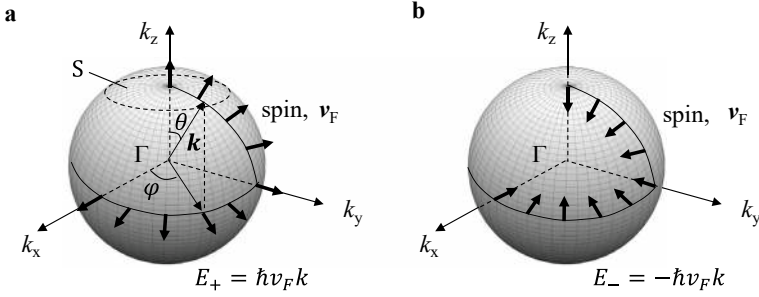 a
b
k_z
k_z
S
spin, v_F
spin, v_F
θ
k
Γ
Γ
φ
k_x
k_y
k_x
k_y
E_+ = ħv_F k
E_- = -ħv_F k